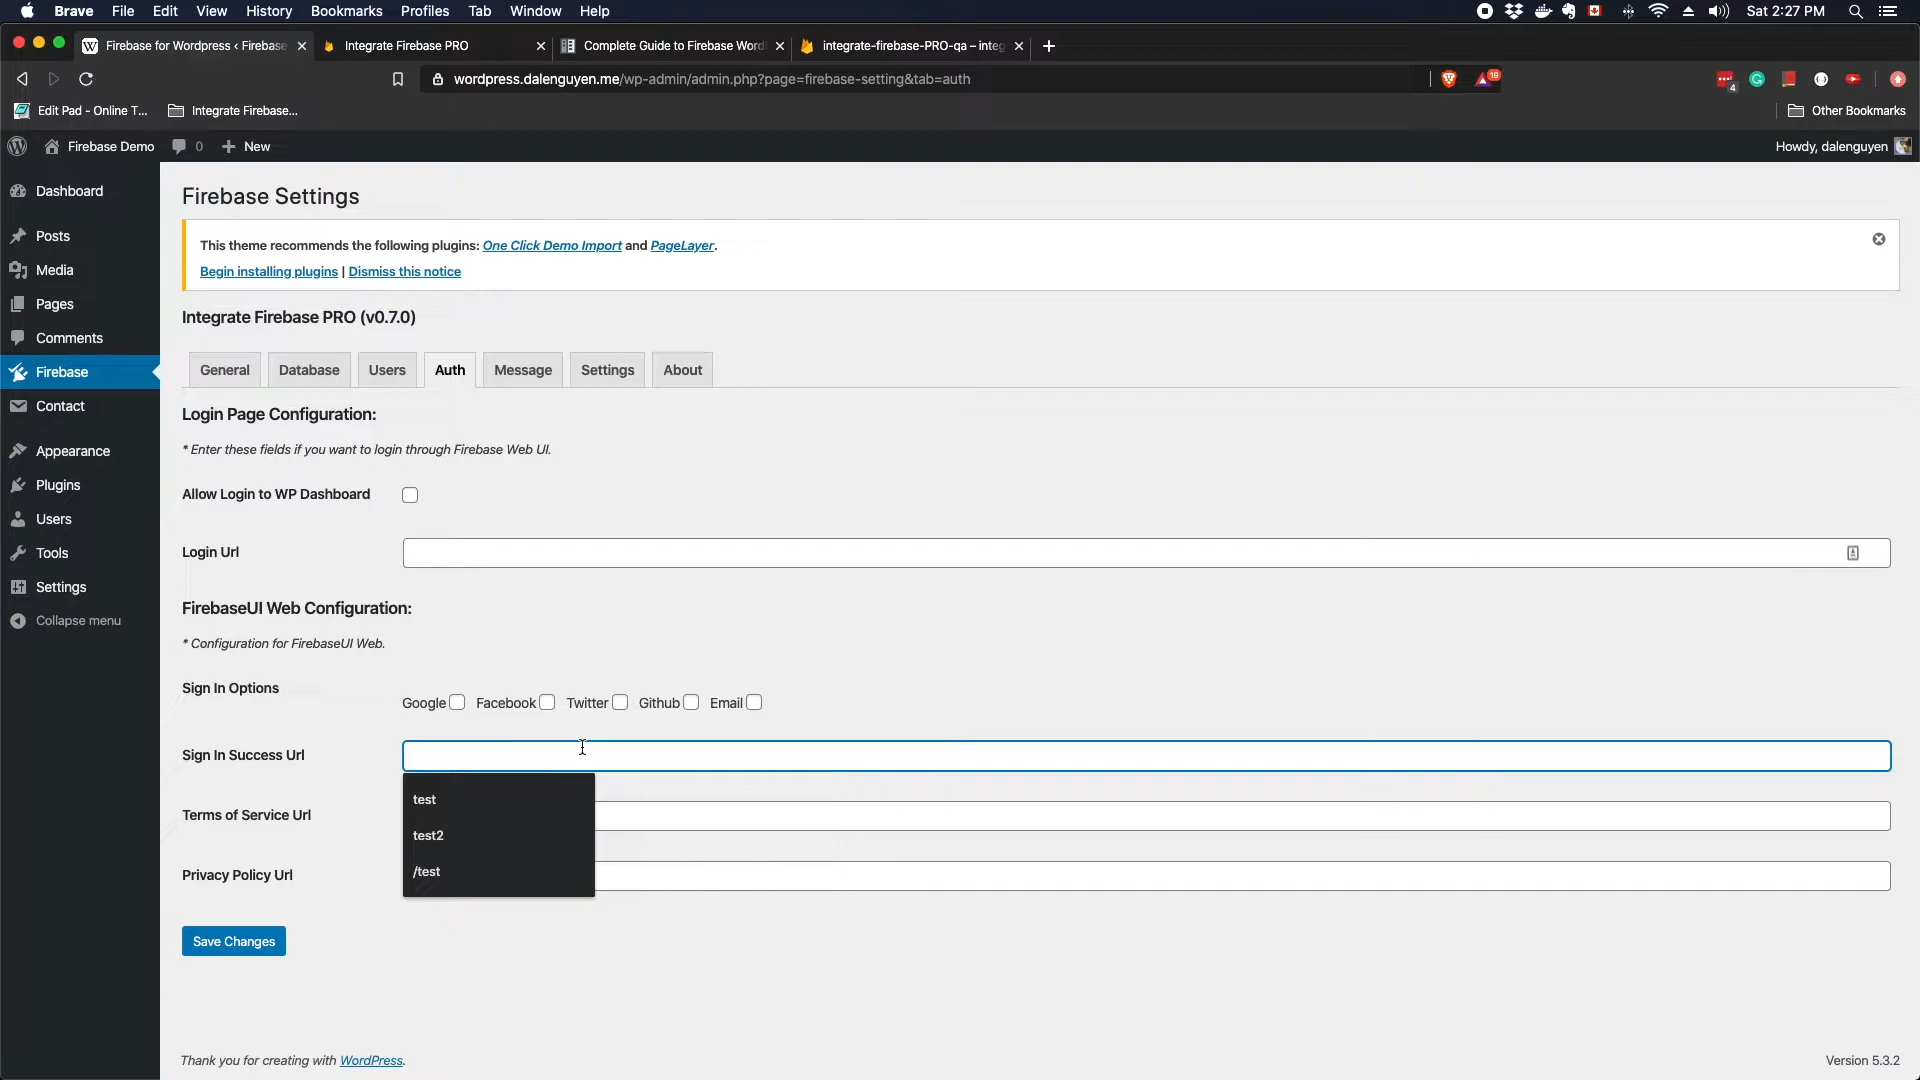 Brave File Edit View History Bookmarks Profiles Tab Window Help Sat 2:27 PM
Firebase for Wordpress ‹ Firebase Integrate Firebase PRO Complete Guide to Firebase Word integrate-firebase-PRO-qa – integ
wordpress.dalenguyen.me/wp-admin/admin.php?page=firebase-setting&tab=auth 19 4
Edit Pad - Online T... Integrate Firebase... Other Bookmarks
Firebase Demo 0 New Howdy, dalenguyen
Dashboard
Posts
Media
Pages
Comments
Firebase
Contact
Appearance
Plugins
Users
Tools
Settings
Collapse menu
Firebase Settings
This theme recommends the following plugins: One Click Demo Import and PageLayer.
Begin installing plugins | Dismiss this notice
Integrate Firebase PRO (v0.7.0)
General Database Users Auth Message Settings About
Login Page Configuration:
* Enter these fields if you want to login through Firebase Web UI.
Allow Login to WP Dashboard
Login Url
FirebaseUI Web Configuration:
* Configuration for FirebaseUI Web.
Sign In Options
Google Facebook Twitter Github Email
Sign In Success Url
test
test2
/test
Terms of Service Url
Privacy Policy Url
Save Changes
Thank you for creating with WordPress.
Version 5.3.2